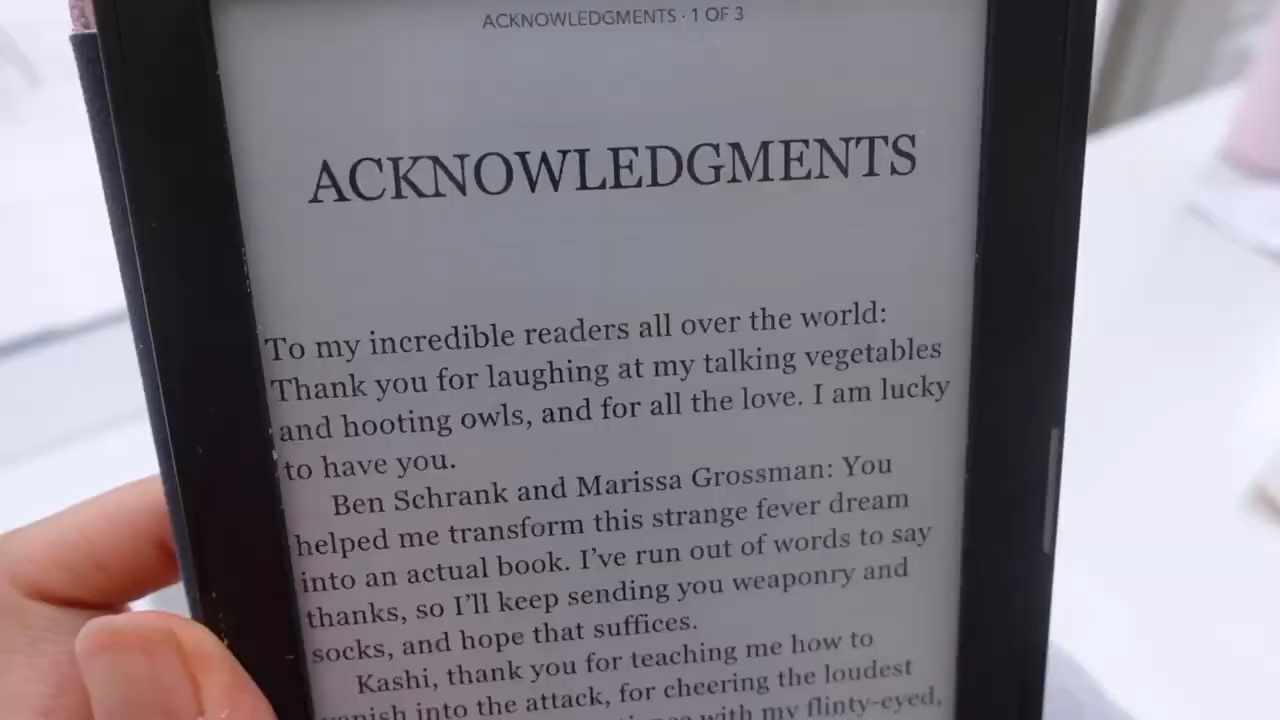 ACKNOWLEDGMENTS · 1 OF 3
ACKNOWLEDGMENTS
To my incredible readers all over the world:
Thank you for laughing at my talking vegetables
and hooting owls, and for all the love. I am lucky
to have you.
Ben Schrank and Marissa Grossman: You
helped me transform this strange fever dream
into an actual book. I’ve run out of words to say
thanks, so I’ll keep sending you weaponry and
socks, and hope that suffices.
Kashi, thank you for teaching me how to
into the attack, for cheering the loudest
with my flinty-eyed,